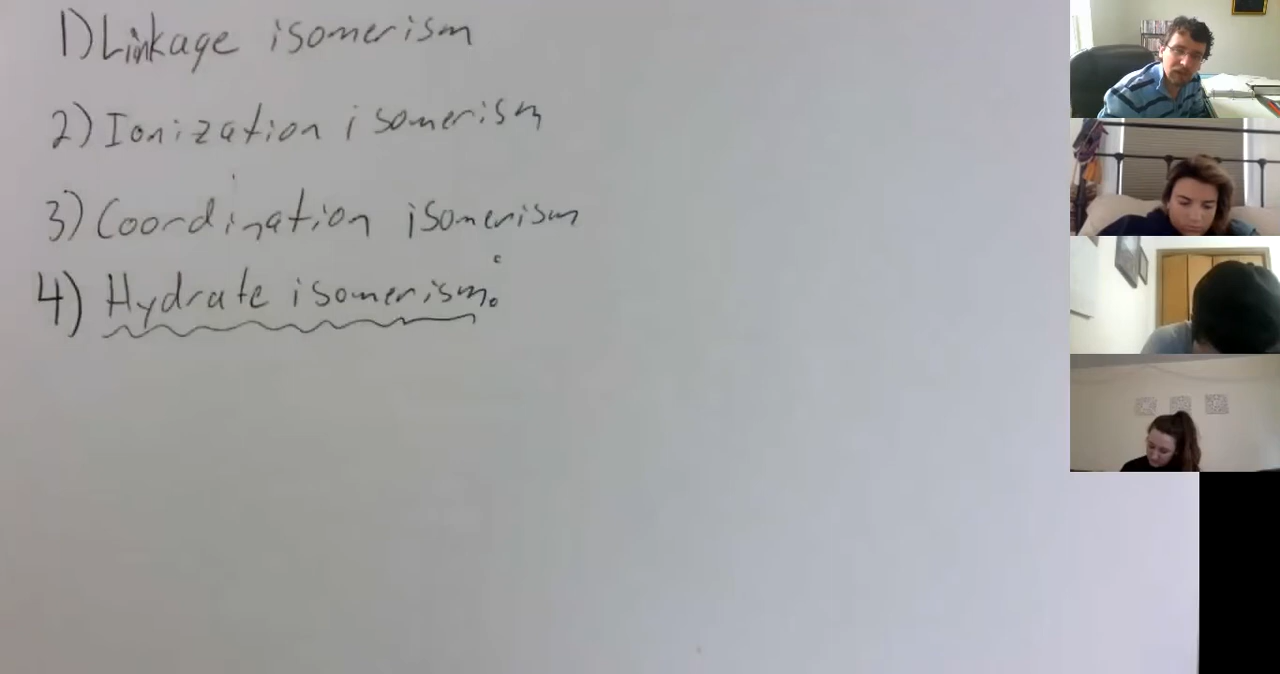 1) Linkage isomerism
2) Ionization isomerism
3) Coordination isomerism
4) Hydrate isomerism: